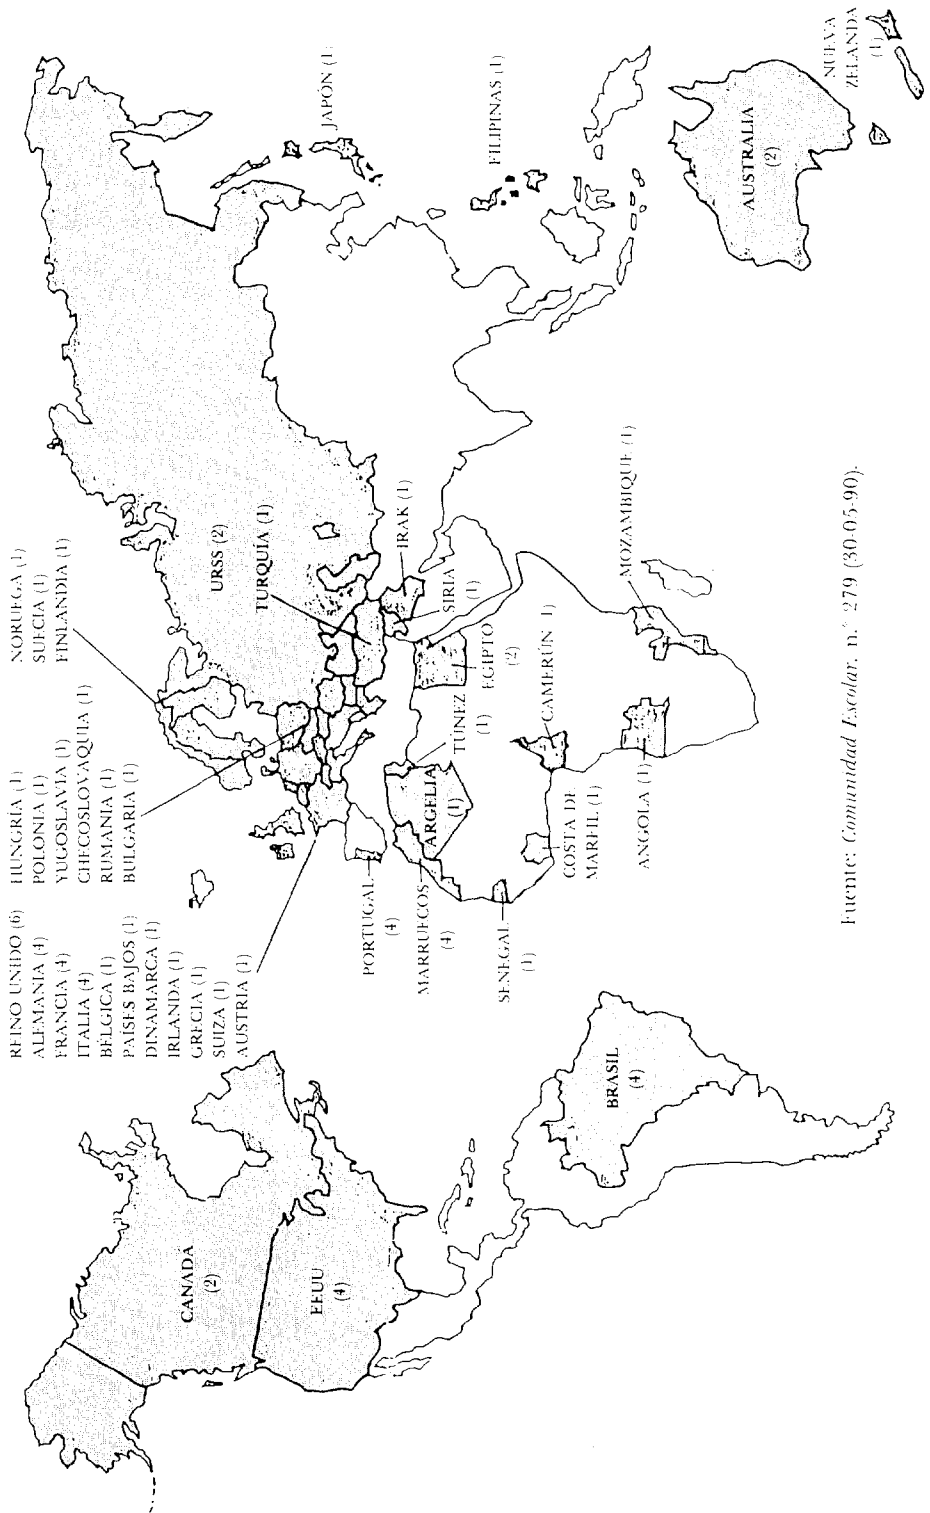 REINO UNIDO (6)
ALEMANIA (4)
FRANCIA (4)
ITALIA (4)
BÉLGICA (1)
PAÍSES BAJOS (1)
DINAMARCA (1)
IRLANDA (1)
GRECIA (1)
SUIZA (1)
AUSTRIA (1)
HUNGRÍA (1)
POLONIA (1)
YUGOSLAVIA (1)
CHECOSLOVAQUIA (1)
RUMANIA (1)
BULGARIA (1)
NORUEGA (1)
SUECIA (1)
FINLANDIA (1)
CANADÁ
(2)
EEUU
(4)
BRASIL
(4)
PORTUGAL
(4)
MARRUECOS
(4)
SENEGAL
(1)
ARGELIA
(1)
TÚNEZ
(1)
EGIPTO
(2)
COSTA DE
MARFIL (1)
CAMERÚN 1)
ANGOLA (1)
MOZAMBIQUE (1)
URSS (2)
TURQUÍA (1)
SIRIA
(1)
IRAK (1)
JAPÓN (1)
FILIPINAS (1)
AUSTRALIA
(2)
NUEVA
ZELANDA
(1)
Fuente: Comunidad Escolar, n.º 279 (30-05-90).